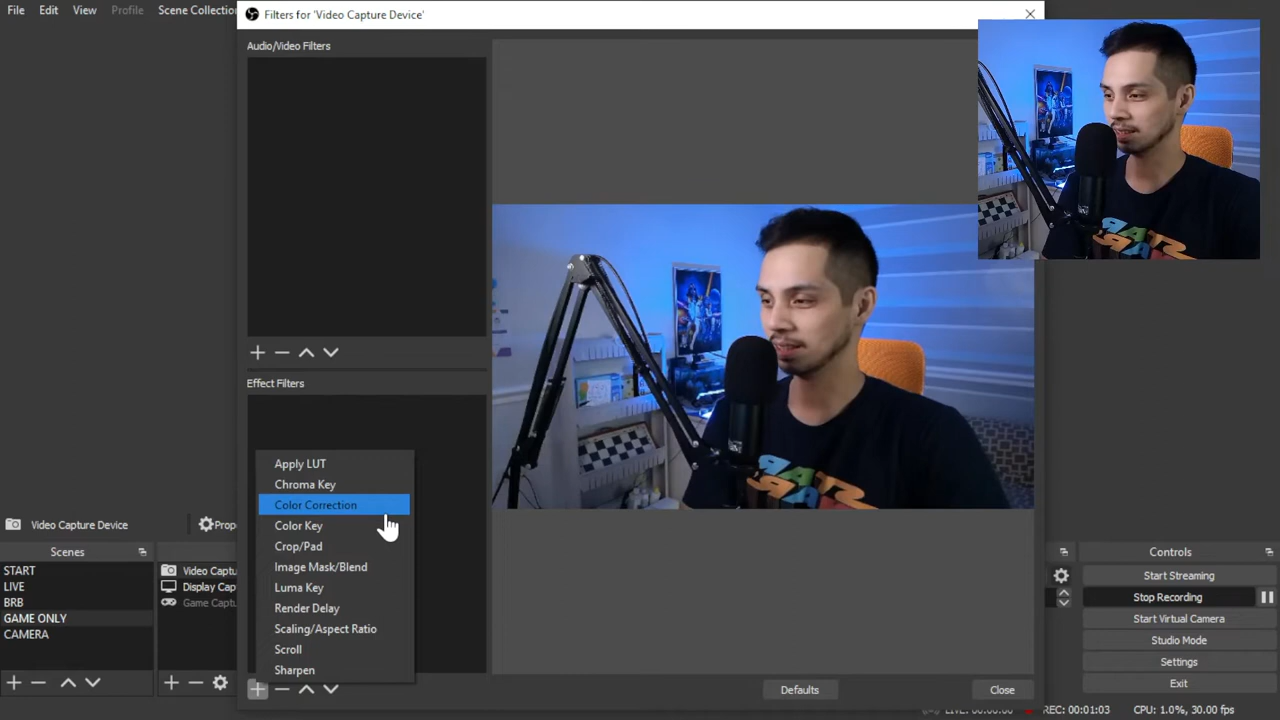 File Edit View Profile Scene Collection
Filters for 'Video Capture Device'
Audio/Video Filters
Effect Filters
Apply LUT
Chroma Key
Color Correction
Color Key
Crop/Pad
Image Mask/Blend
Luma Key
Render Delay
Scaling/Aspect Ratio
Scroll
Sharpen
Defaults
Close
Video Capture Device
Prop
Scenes
START
LIVE
BRB
GAME ONLY
CAMERA
Video Captu
Display Cap
Game Captu
Controls
Start Streaming
Stop Recording
Start Virtual Camera
Studio Mode
Settings
Exit
LIVE: 00:00:00
REC: 00:01:03
CPU: 1.0%, 30.00 fps